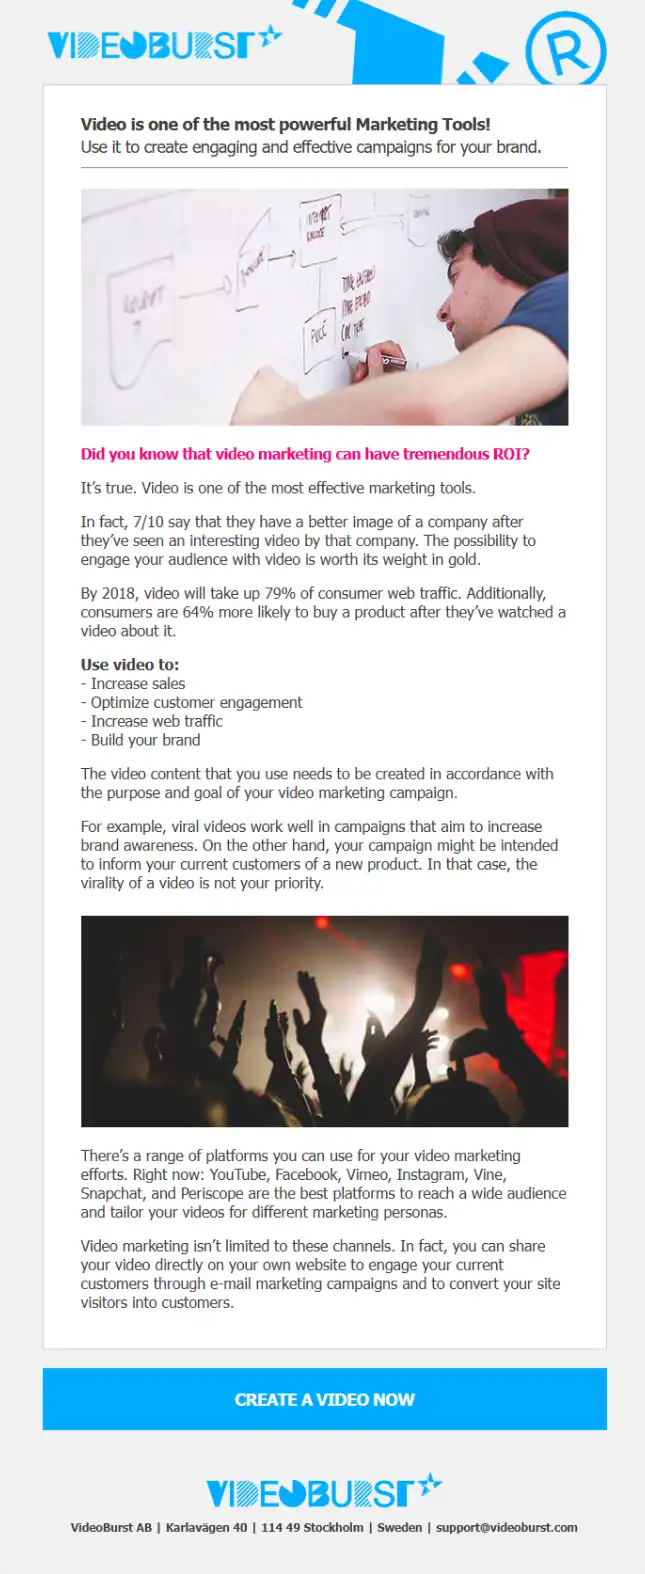 VIDEOBURST
R
Video is one of the most powerful Marketing Tools!
Use it to create engaging and effective campaigns for your brand.
INTERPRET
TIME ENTERED
POLL
Did you know that video marketing can have tremendous ROI?
It's true. Video is one of the most effective marketing tools.
In fact, 7/10 say that they have a better image of a company after
they've seen an interesting video by that company. The possibility to
engage your audience with video is worth its weight in gold.
By 2018, video will take up 79% of consumer web traffic. Additionally,
consumers are 64% more likely to buy a product after they've watched a
video about it.
Use video to:
- Increase sales
- Optimize customer engagement
- Increase web traffic
- Build your brand
The video content that you use needs to be created in accordance with
the purpose and goal of your video marketing campaign.
For example, viral videos work well in campaigns that aim to increase
brand awareness. On the other hand, your campaign might be intended
to inform your current customers of a new product. In that case, the
virality of a video is not your priority.
There's a range of platforms you can use for your video marketing
efforts. Right now: YouTube, Facebook, Vimeo, Instagram, Vine,
Snapchat, and Periscope are the best platforms to reach a wide audience
and tailor your videos for different marketing personas.
Video marketing isn't limited to these channels. In fact, you can share
your video directly on your own website to engage your current
customers through e-mail marketing campaigns and to convert your site
visitors into customers.
CREATE A VIDEO NOW
VIDEOBURST
VideoBurst AB | Karlavägen 40 | 114 49 Stockholm | Sweden | support@videoburst.com